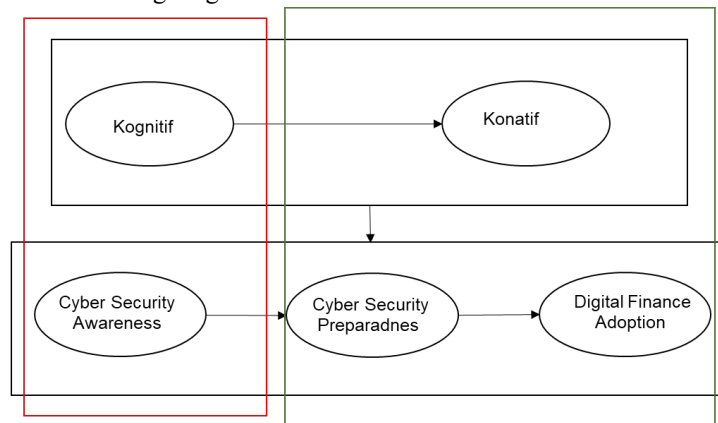 Kognitif
Konatif
Cyber Security
Awareness
Cyber Security
Preparadnes
Digital Finance
Adoption